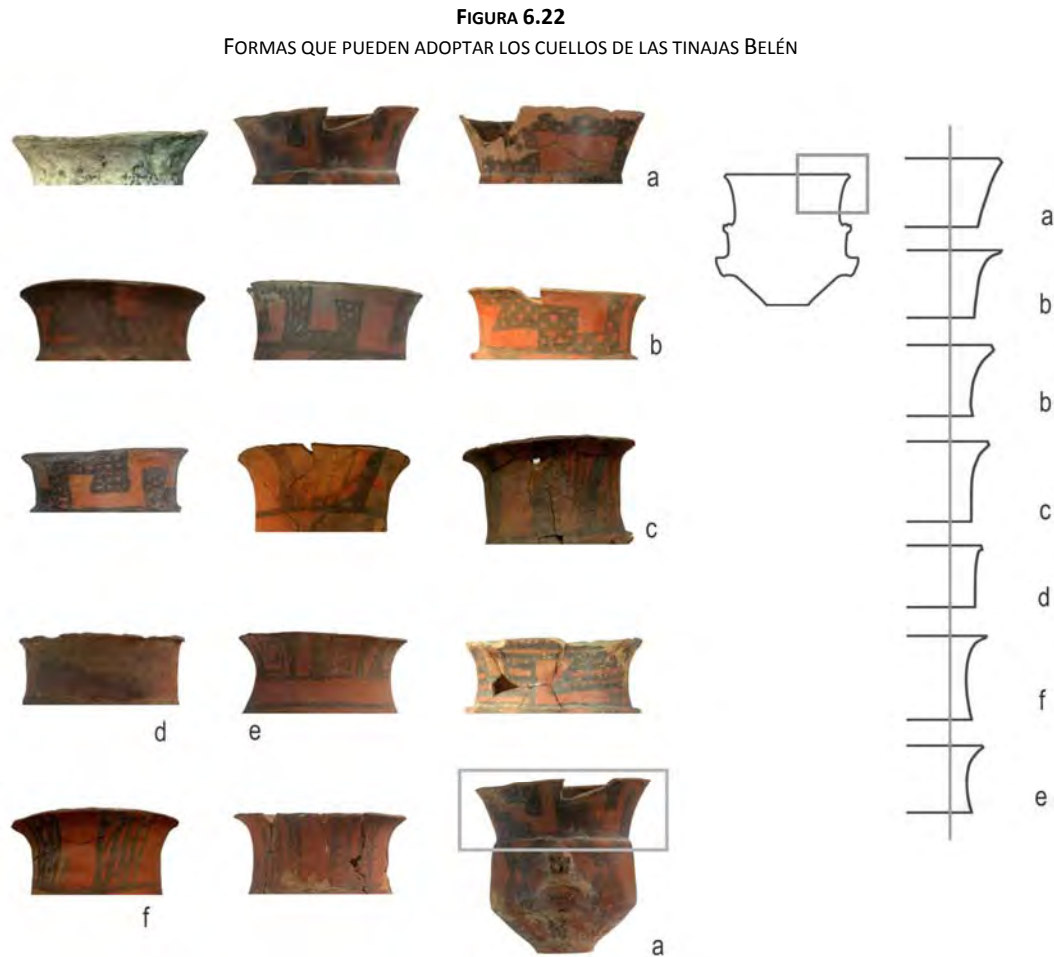 FIGURA 6.22
FORMAS QUE PUEDEN ADOPTAR LOS CUELLOS DE LAS TINAJAS BELÉN
a
b
c
d
e
f
a
a
b
b
c
d
f
e